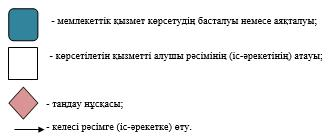 - мемлекеттік қызмет көрсетудің басталуы немесе аяқталуы;
- көрсетілетін қызметті алушы рәсімінің (іс-әрекетінің) атауы;
- таңдау нұсқасы;
- келесі рәсімге (іс-әрекетке) өту.